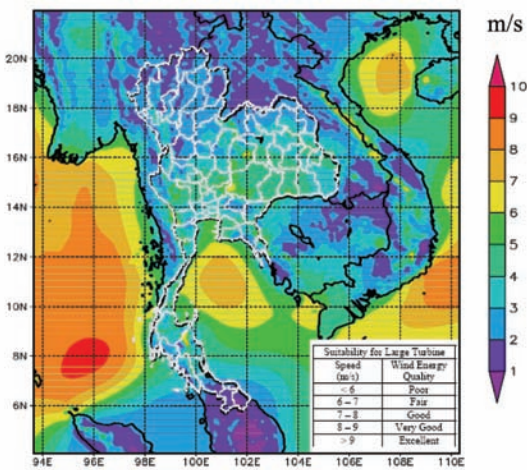 m/s
20N
18N
16N
14N
12N
10N
8N
6N
94E 96E 98E 100E 102E 104E 106E 108E 110E
10
9
8
7
6
5
4
3
2
1
Suitability for Large Turbine
Speed (m/s) Wind Energy Quality
< 6 Poor
6 – 7 Fair
7 – 8 Good
8 – 9 Very Good
> 9 Excellent